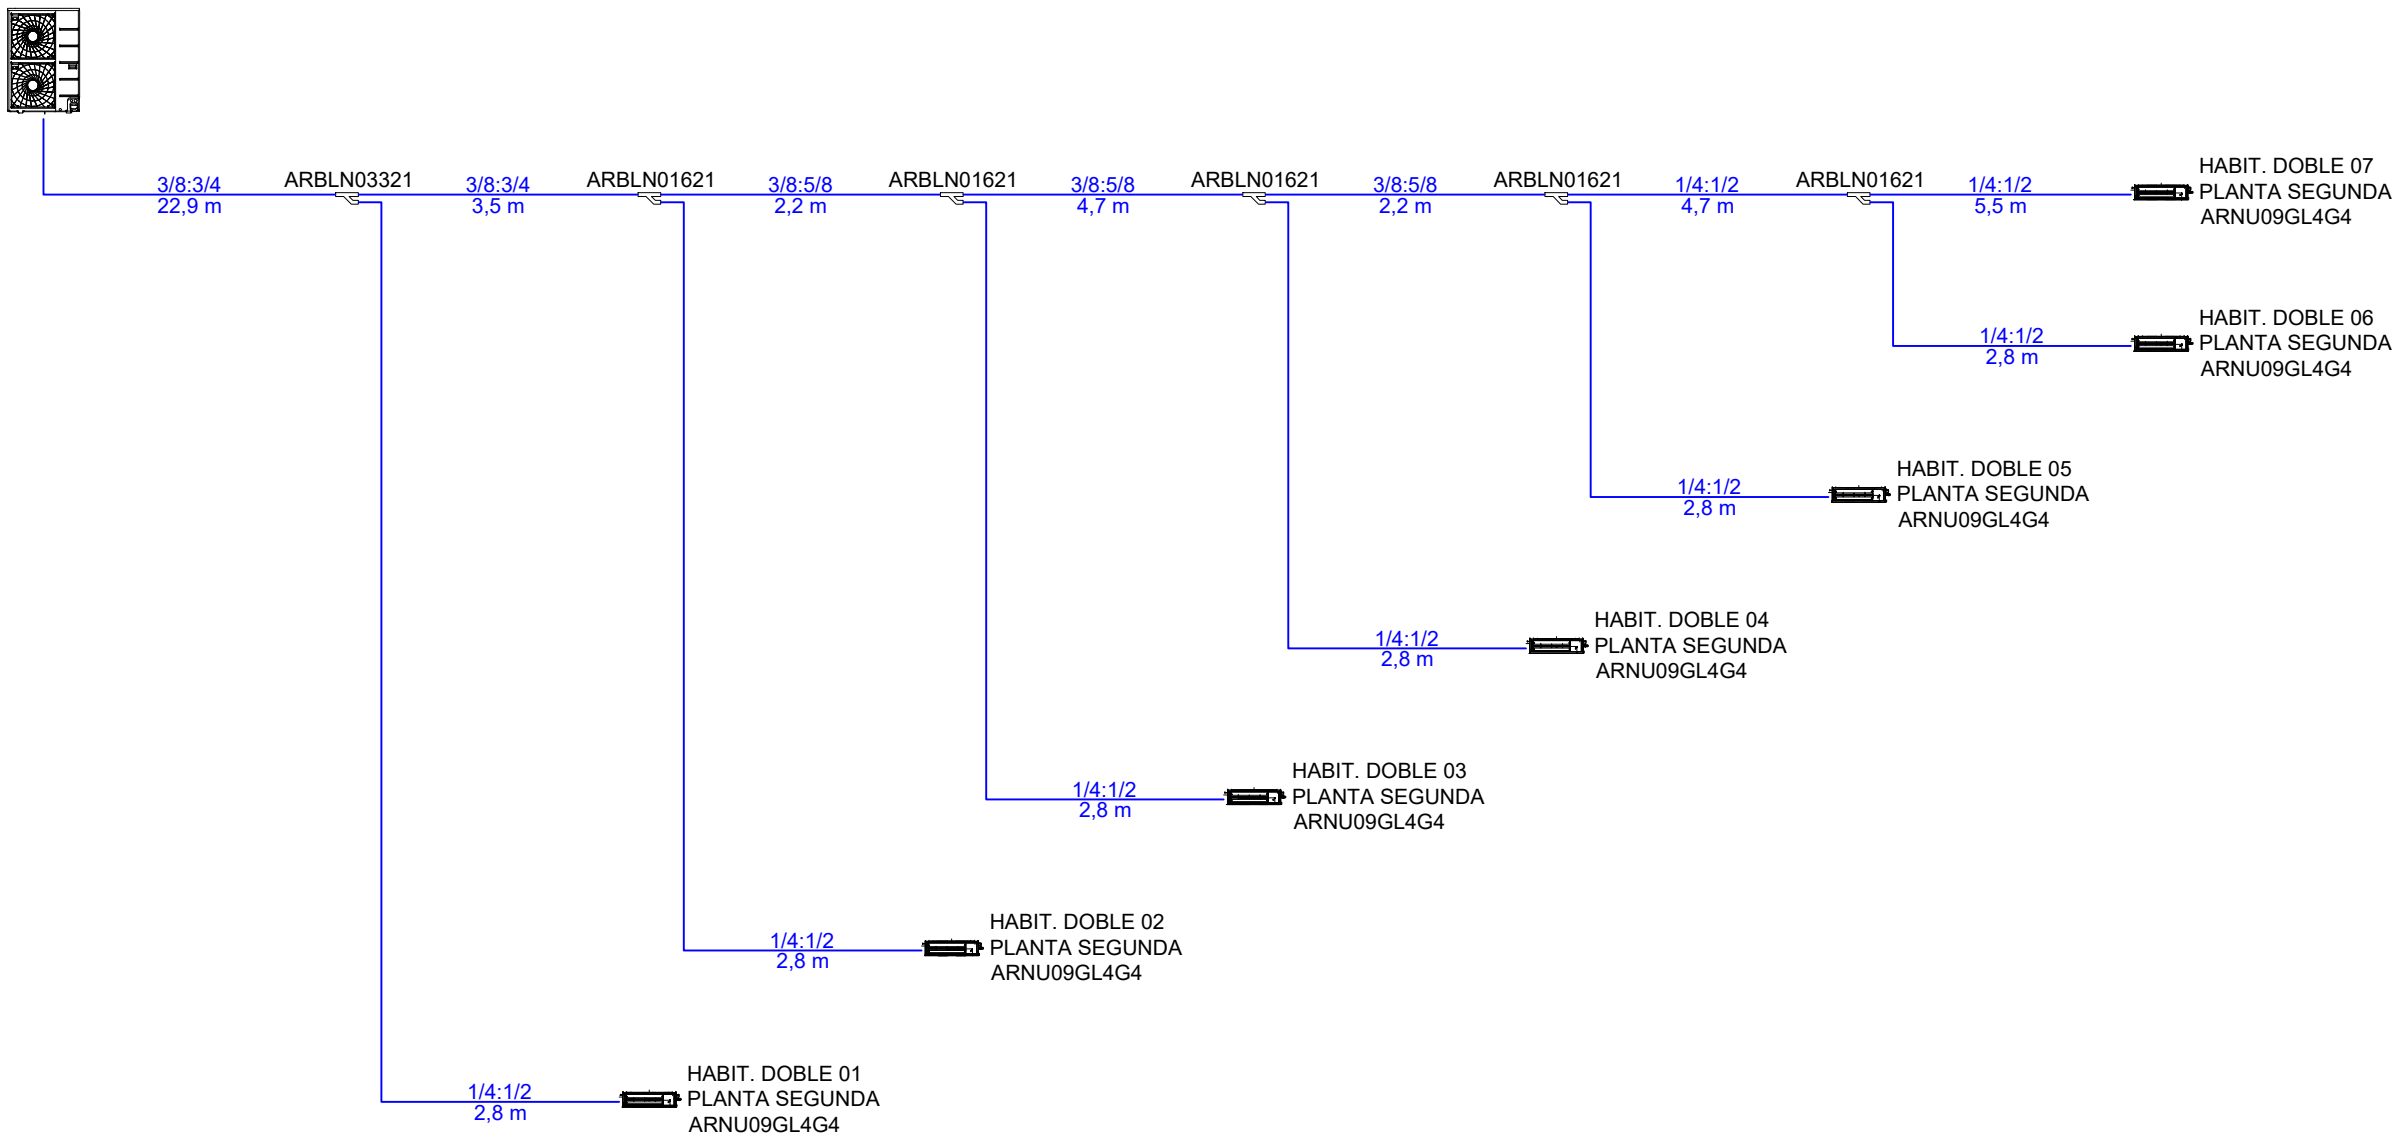 3/8:3/4
22,9 m
ARBLN03321
3/8:3/4
3,5 m
ARBLN01621
3/8:5/8
2,2 m
ARBLN01621
3/8:5/8
4,7 m
ARBLN01621
3/8:5/8
2,2 m
ARBLN01621
1/4:1/2
4,7 m
ARBLN01621
1/4:1/2
5,5 m
HABIT. DOBLE 07
PLANTA SEGUNDA
ARNU09GL4G4
1/4:1/2
2,8 m
HABIT. DOBLE 06
PLANTA SEGUNDA
ARNU09GL4G4
1/4:1/2
2,8 m
HABIT. DOBLE 05
PLANTA SEGUNDA
ARNU09GL4G4
1/4:1/2
2,8 m
HABIT. DOBLE 04
PLANTA SEGUNDA
ARNU09GL4G4
1/4:1/2
2,8 m
HABIT. DOBLE 03
PLANTA SEGUNDA
ARNU09GL4G4
1/4:1/2
2,8 m
HABIT. DOBLE 02
PLANTA SEGUNDA
ARNU09GL4G4
1/4:1/2
2,8 m
HABIT. DOBLE 01
PLANTA SEGUNDA
ARNU09GL4G4